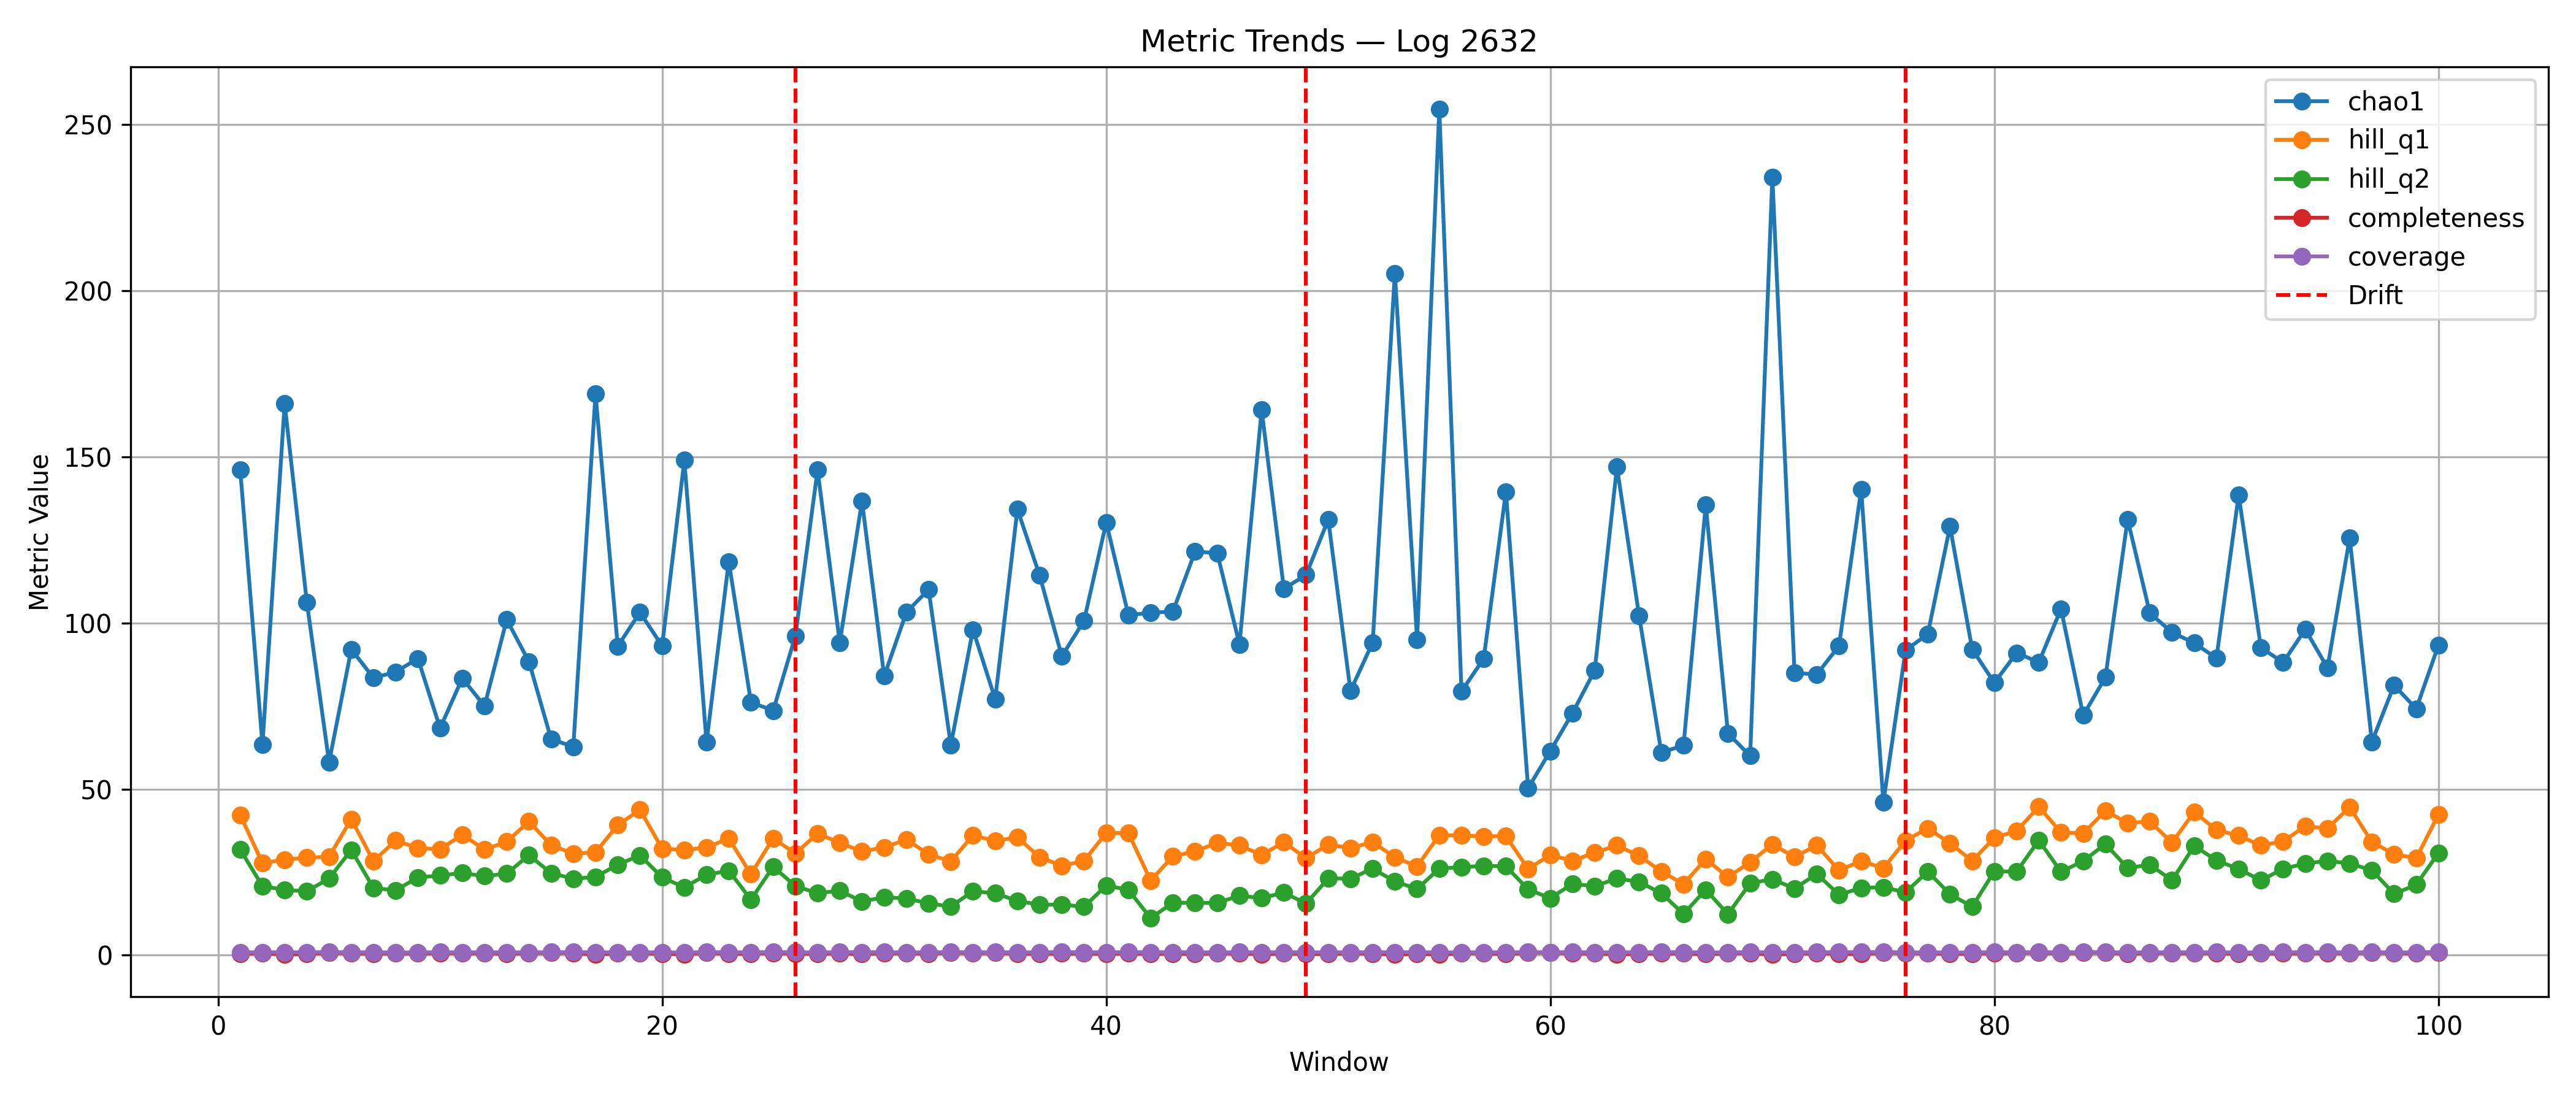 Metric Trends — Log 2632
Metric Value
250
200
150
100
50
0
0 20 40 60 80 100
Window
chao1
hill_q1
hill_q2
completeness
coverage
Drift